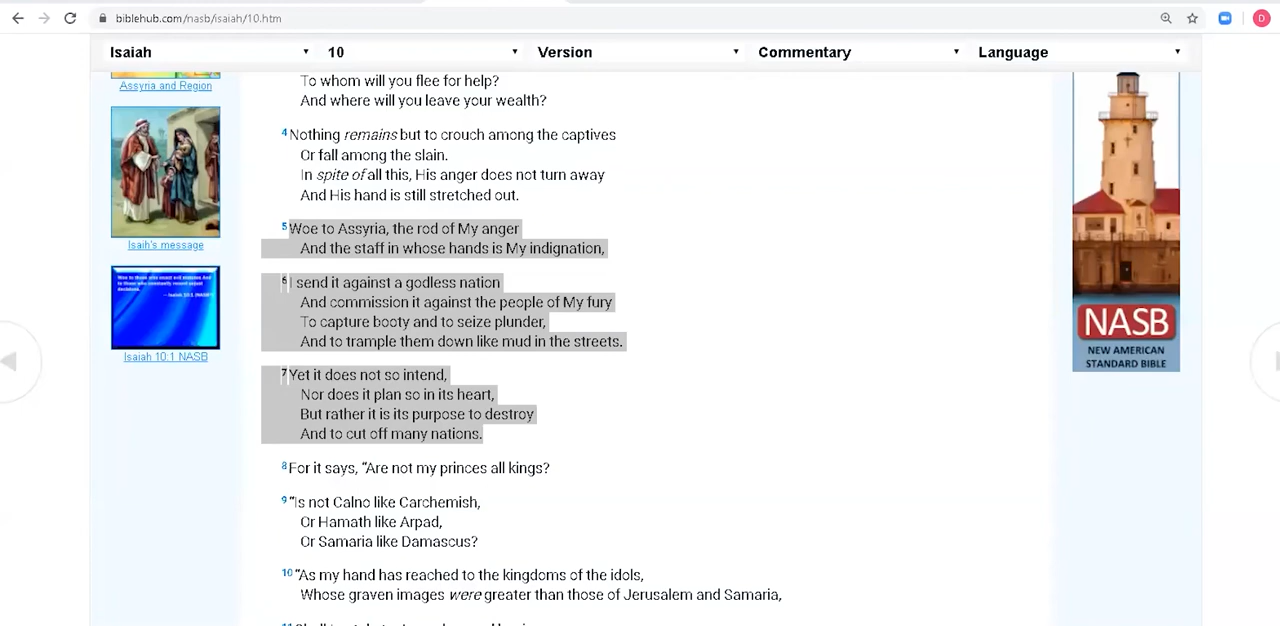 biblehub.com/nasb/isaiah/10.htm
D
Isaiah 10 Version Commentary Language
Assyria and Region
Isaih's message
Isaiah 10:1 NASB
To whom will you flee for help?
And where will you leave your wealth?
4 Nothing remains but to crouch among the captives
Or fall among the slain.
In spite of all this, His anger does not turn away
And His hand is still stretched out.
5 Woe to Assyria, the rod of My anger
And the staff in whose hands is My indignation,
6 I send it against a godless nation
And commission it against the people of My fury
To capture booty and to seize plunder,
And to trample them down like mud in the streets.
7 Yet it does not so intend,
Nor does it plan so in its heart,
But rather it is its purpose to destroy
And to cut off many nations.
8 For it says, “Are not my princes all kings?
9 “Is not Calno like Carchemish,
Or Hamath like Arpad,
Or Samaria like Damascus?
10 “As my hand has reached to the kingdoms of the idols,
Whose graven images were greater than those of Jerusalem and Samaria,
NASB
NEW AMERICAN
STANDARD BIBLE